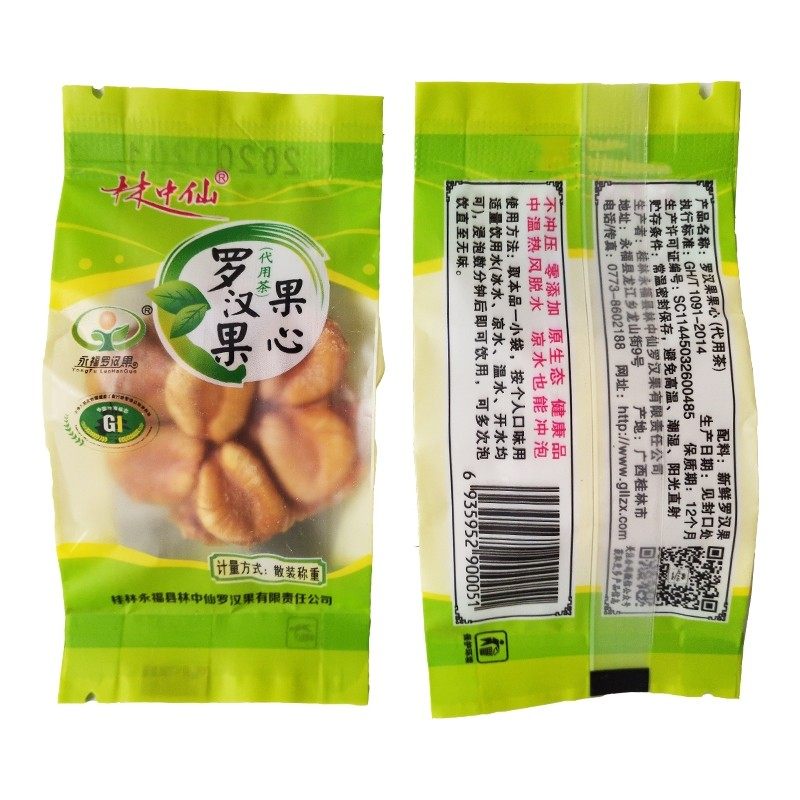 林中仙®
罗汉果
(代用茶)
果心
®
永福罗汉果
YongFu LuoHanGuo
GI
计量方式：散装称重
桂林永福县林中仙罗汉果有限责任公司
产品名称：罗汉果果心(代用茶)
配料：新鲜罗汉果
执行标准：GH/T 1091-2014
生产日期：见封口处
生产许可证编号：SC11445032600485
保质期：12个月
贮存条件：常温密封保存，避免高温、潮湿、阳光直射
生产者：桂林永福县林中仙罗汉果有限责任公司
地址：永福县龙江乡龙山街9号
产地：广西桂林市
电话/传真：0773-8602188
网址：http://www.gllzx.com
不冲压 零添加 原生态 健康品
中温热风脱水 凉水也能冲泡
使用方法：取本品一小袋，按个人口味用
适量饮用水(冰水、凉水、温水、开水均
可)，浸泡数分钟后即可饮用，可多次泡
饮直至无味。
6 935952 900051
保护环境